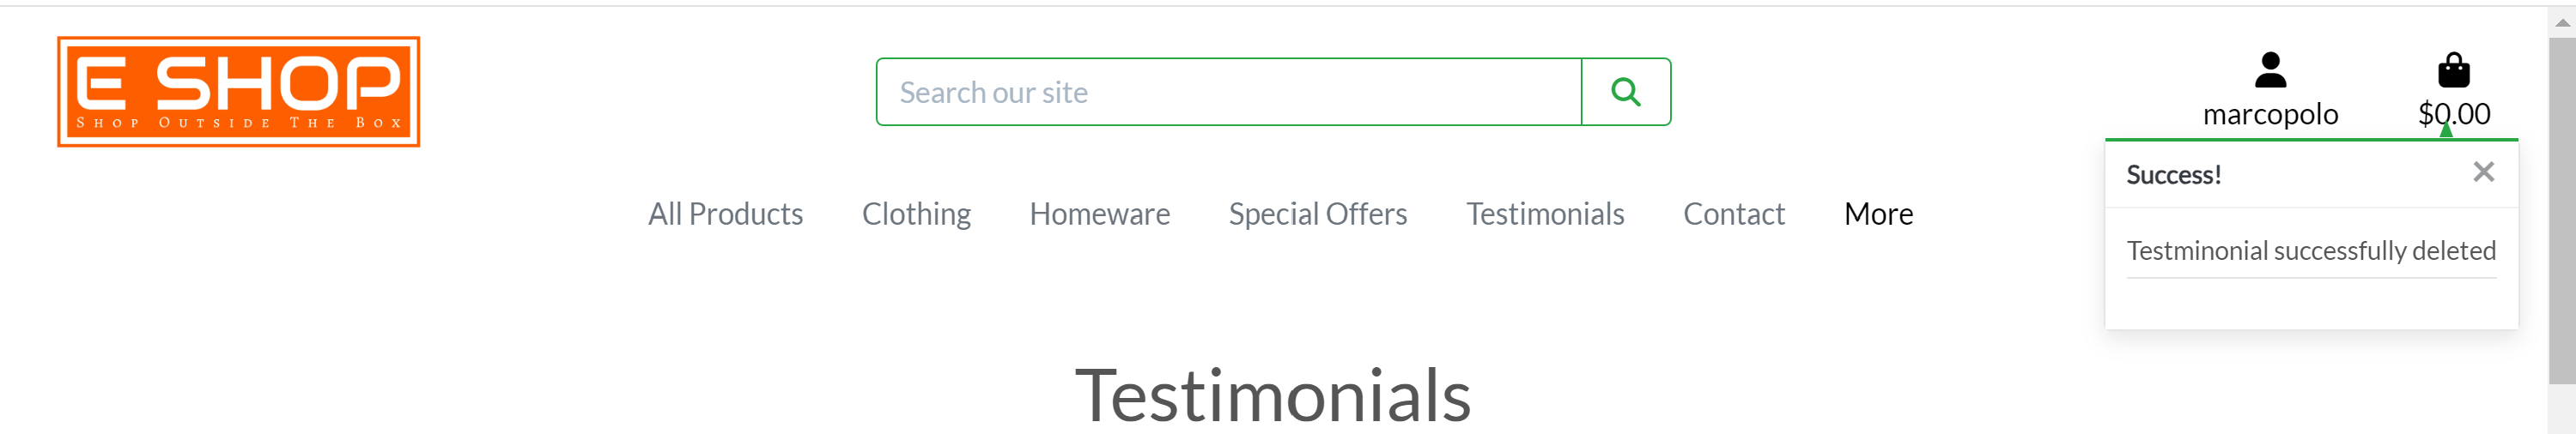 E SHOP
Shop Outside The Box
Search our site
marcopolo
$0.00
Success!
Testminonial successfully deleted
All Products Clothing Homeware Special Offers Testimonials Contact More
Testimonials